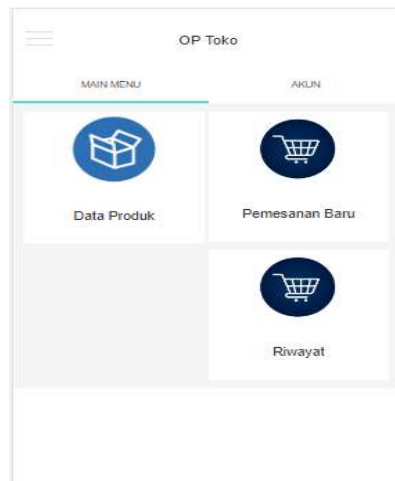 OP Toko
MAIN MENU
AKUN
Data Produk
Pemesanan Baru
Riwayat